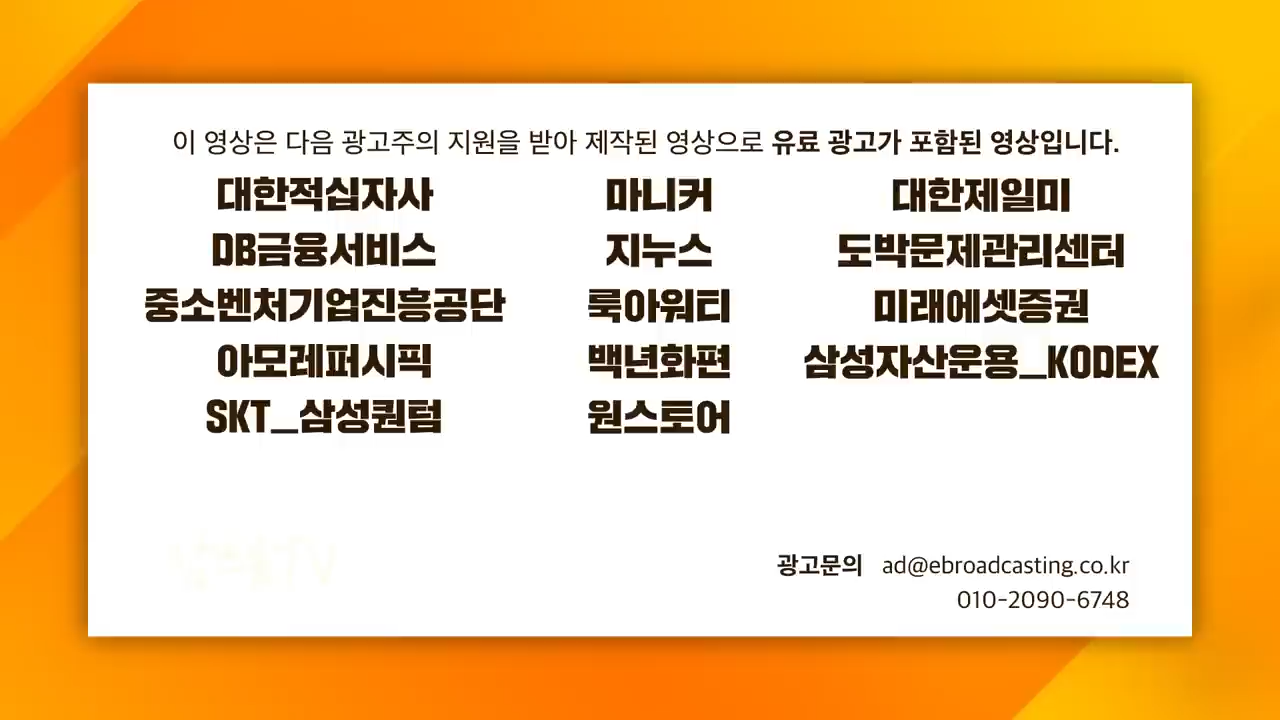 이 영상은 다음 광고주의 지원을 받아 제작된 영상으로 유료 광고가 포함된 영상입니다.
대한적십자사 마니커 대한제일미
DB금융서비스 지누스 도박문제관리센터
중소벤처기업진흥공단 룩아워티 미래에셋증권
아모레퍼시픽 백년화편 삼성자산운용_KODEX
SKT_삼성퀀텀 원스토어
광고문의 ad@ebroadcasting.co.kr
010-2090-6748